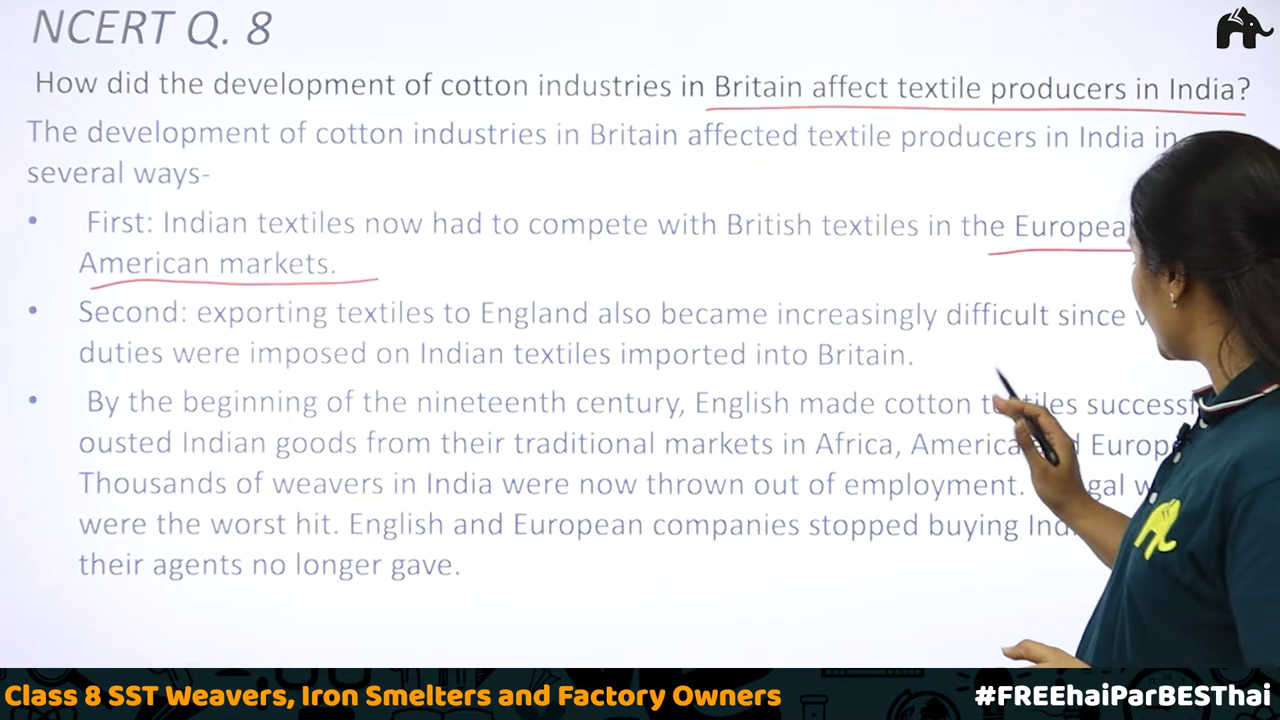 NCERT Q. 8
How did the development of cotton industries in Britain affect textile producers in India?
The development of cotton industries in Britain affected textile producers in India in
several ways-
• First: Indian textiles now had to compete with British textiles in the
American markets.
• Second: exporting textiles to England also became increasingly difficult since
duties were imposed on Indian textiles imported into Britain.
• By the beginning of the nineteenth century, English made cotton
ousted Indian goods from their traditional markets in Africa, America
Thousands of weavers in India were now thrown out of employment.
were the worst hit. English and European companies stopped buying
their agents no longer gave.
Class 8 SST Weavers, Iron Smelters and Factory Owners
#FREEhaiParBESThai